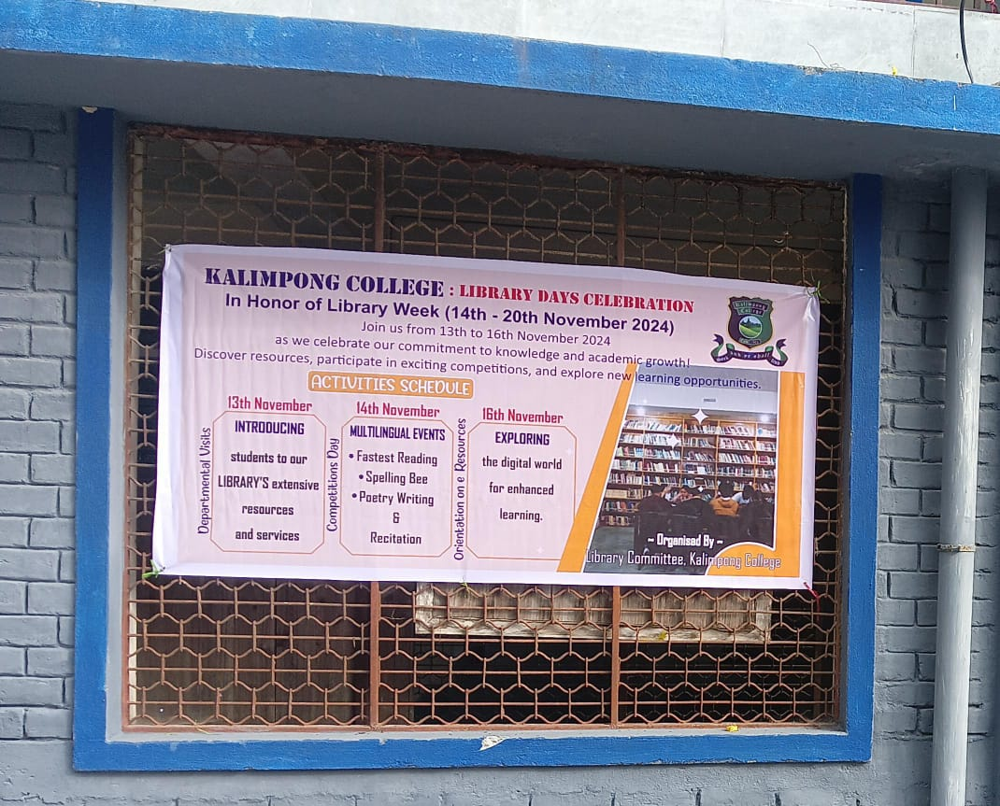 KALIMPONG COLLEGE : LIBRARY DAYS CELEBRATION
In Honor of Library Week (14th - 20th November 2024)
Join us from 13th to 16th November 2024
as we celebrate our commitment to knowledge and academic growth!
Discover resources, participate in exciting competitions, and explore new learning opportunities.
Kalimpong
College
ACTIVITIES SCHEDULE
13th November
Departmental Visits
INTRODUCING
students to our
LIBRARY'S extensive
resources
and services
14th November
Competitions Day
MULTILINGUAL EVENTS
• Fastest Reading
• Spelling Bee
• Poetry Writing
&
Recitation
16th November
Orientation on e Resources
EXPLORING
the digital world
for enhanced
learning.
~ Organised By ~
Library Committee, Kalimpong College